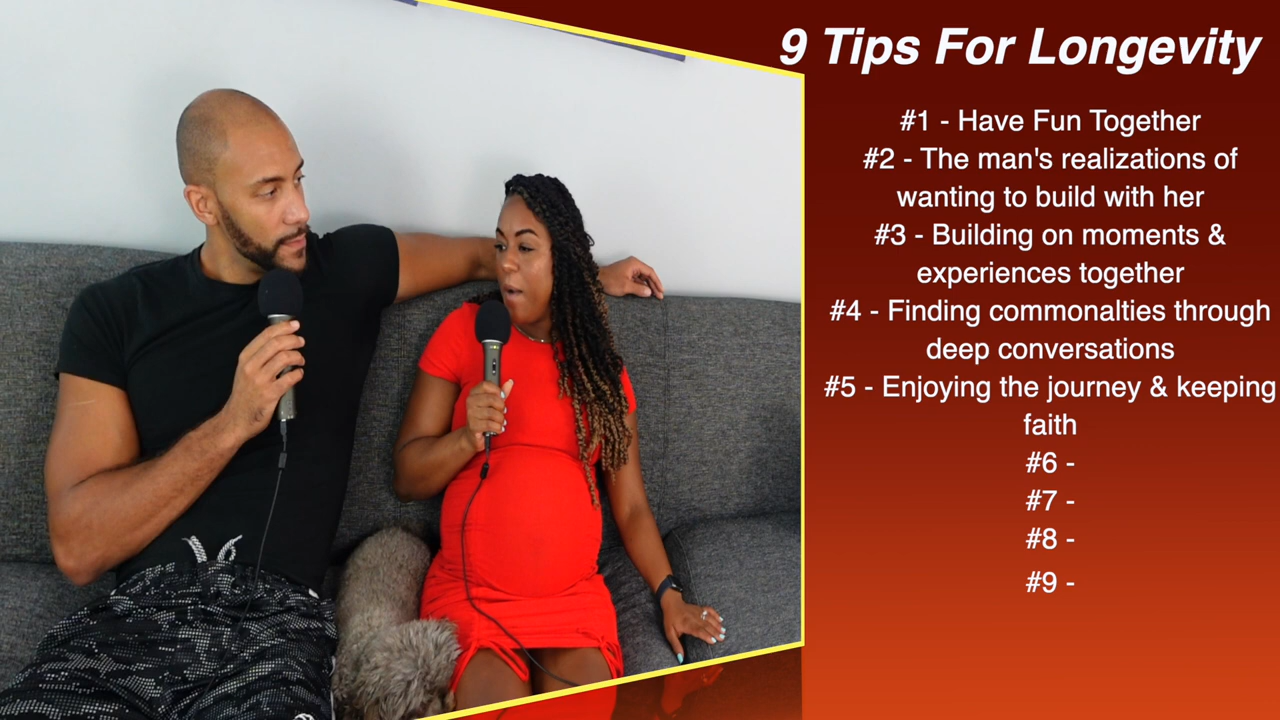 9 Tips For Longevity
#1 - Have Fun Together
#2 - The man's realizations of
wanting to build with her
#3 - Building on moments &
experiences together
#4 - Finding commonalties through
deep conversations
#5 - Enjoying the journey & keeping
faith
#6 -
#7 -
#8 -
#9 -